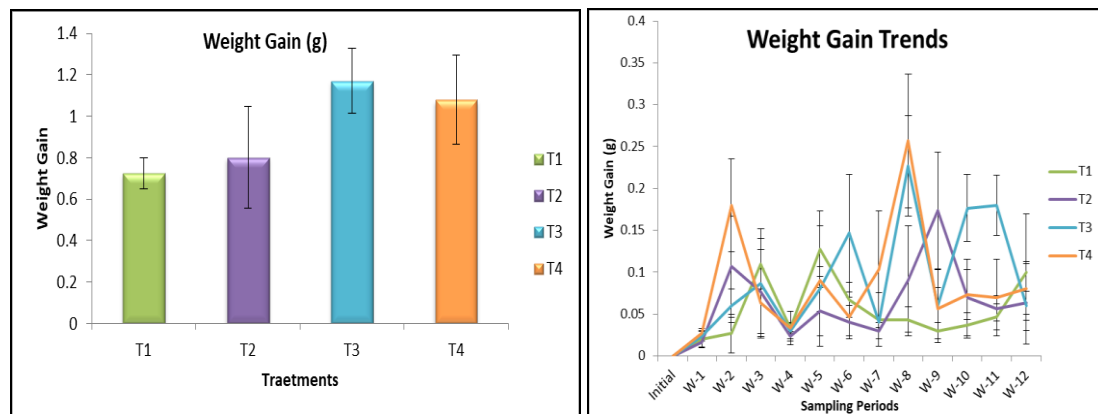 Weight Gain (g)
Weight Gain
1.4
1.2
1
0.8
0.6
0.4
0.2
0
T1
T2
T3
T4
Traetments
T1
T2
T3
T4
Weight Gain Trends
Weight Gain (g)
0.4
0.35
0.3
0.25
0.2
0.15
0.1
0.05
0
Initial
W-1
W-2
W-3
W-4
W-5
W-6
W-7
W-8
W-9
W-10
W-11
W-12
Sampling Periods
T1
T2
T3
T4